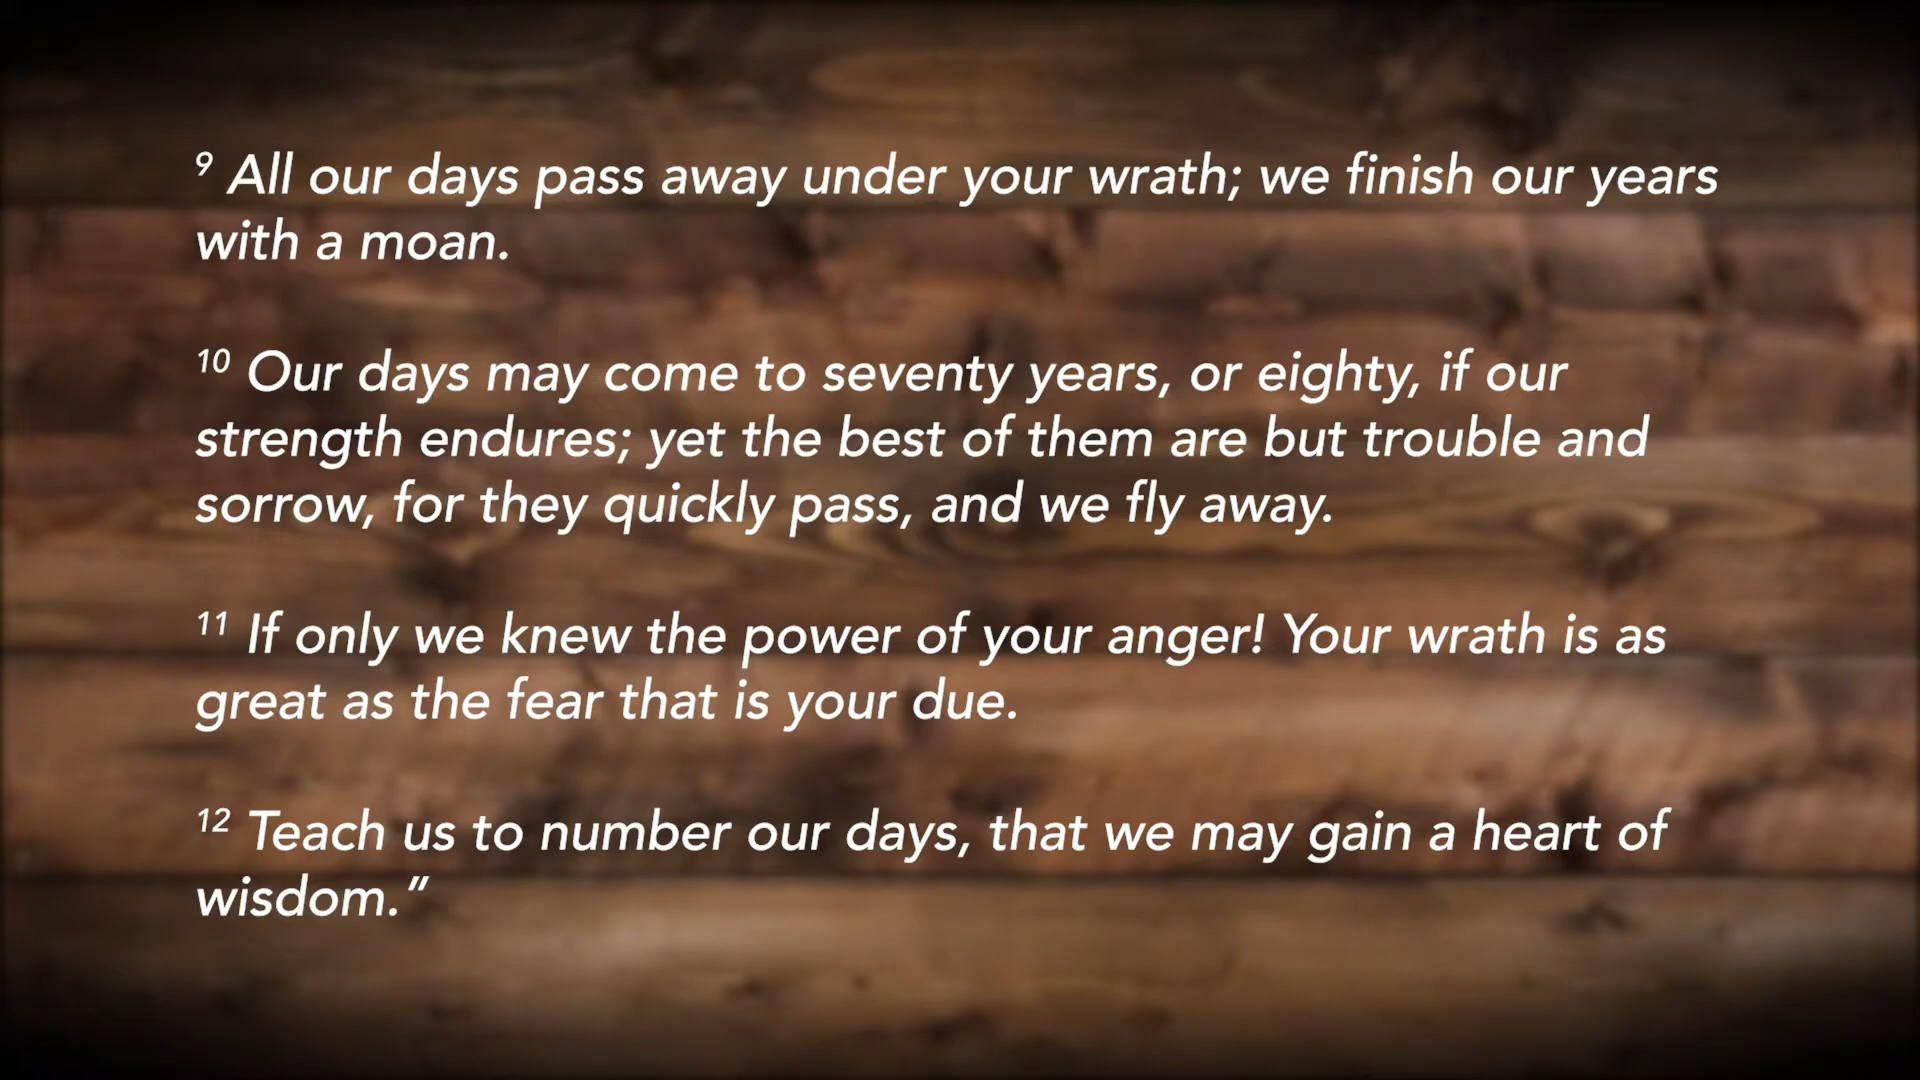 9 All our days pass away under your wrath; we finish our years
with a moan.
10 Our days may come to seventy years, or eighty, if our
strength endures; yet the best of them are but trouble and
sorrow, for they quickly pass, and we fly away.
11 If only we knew the power of your anger! Your wrath is as
great as the fear that is your due.
12 Teach us to number our days, that we may gain a heart of
wisdom.”